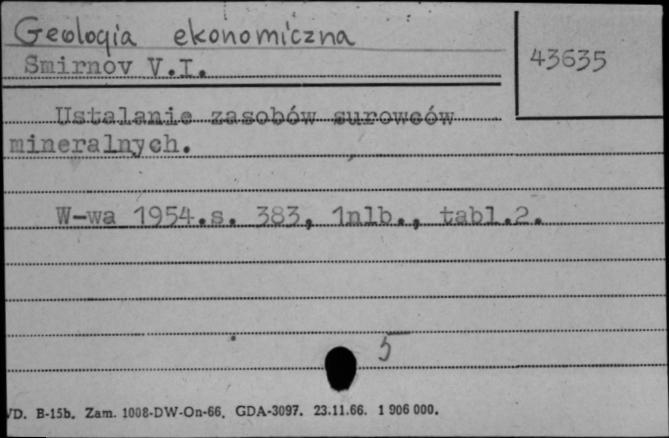 Geologia ekonomiczna
Smirnov V.I.
43635
Ustalanie zasobów surowców
mineralnych.
W-wa 1954.s. 383, 1nlb., tabl.2.
5
VD. B-15b. Zam. 1008-DW-On-66. GDA-3097. 23.11.66. 1 906 000.